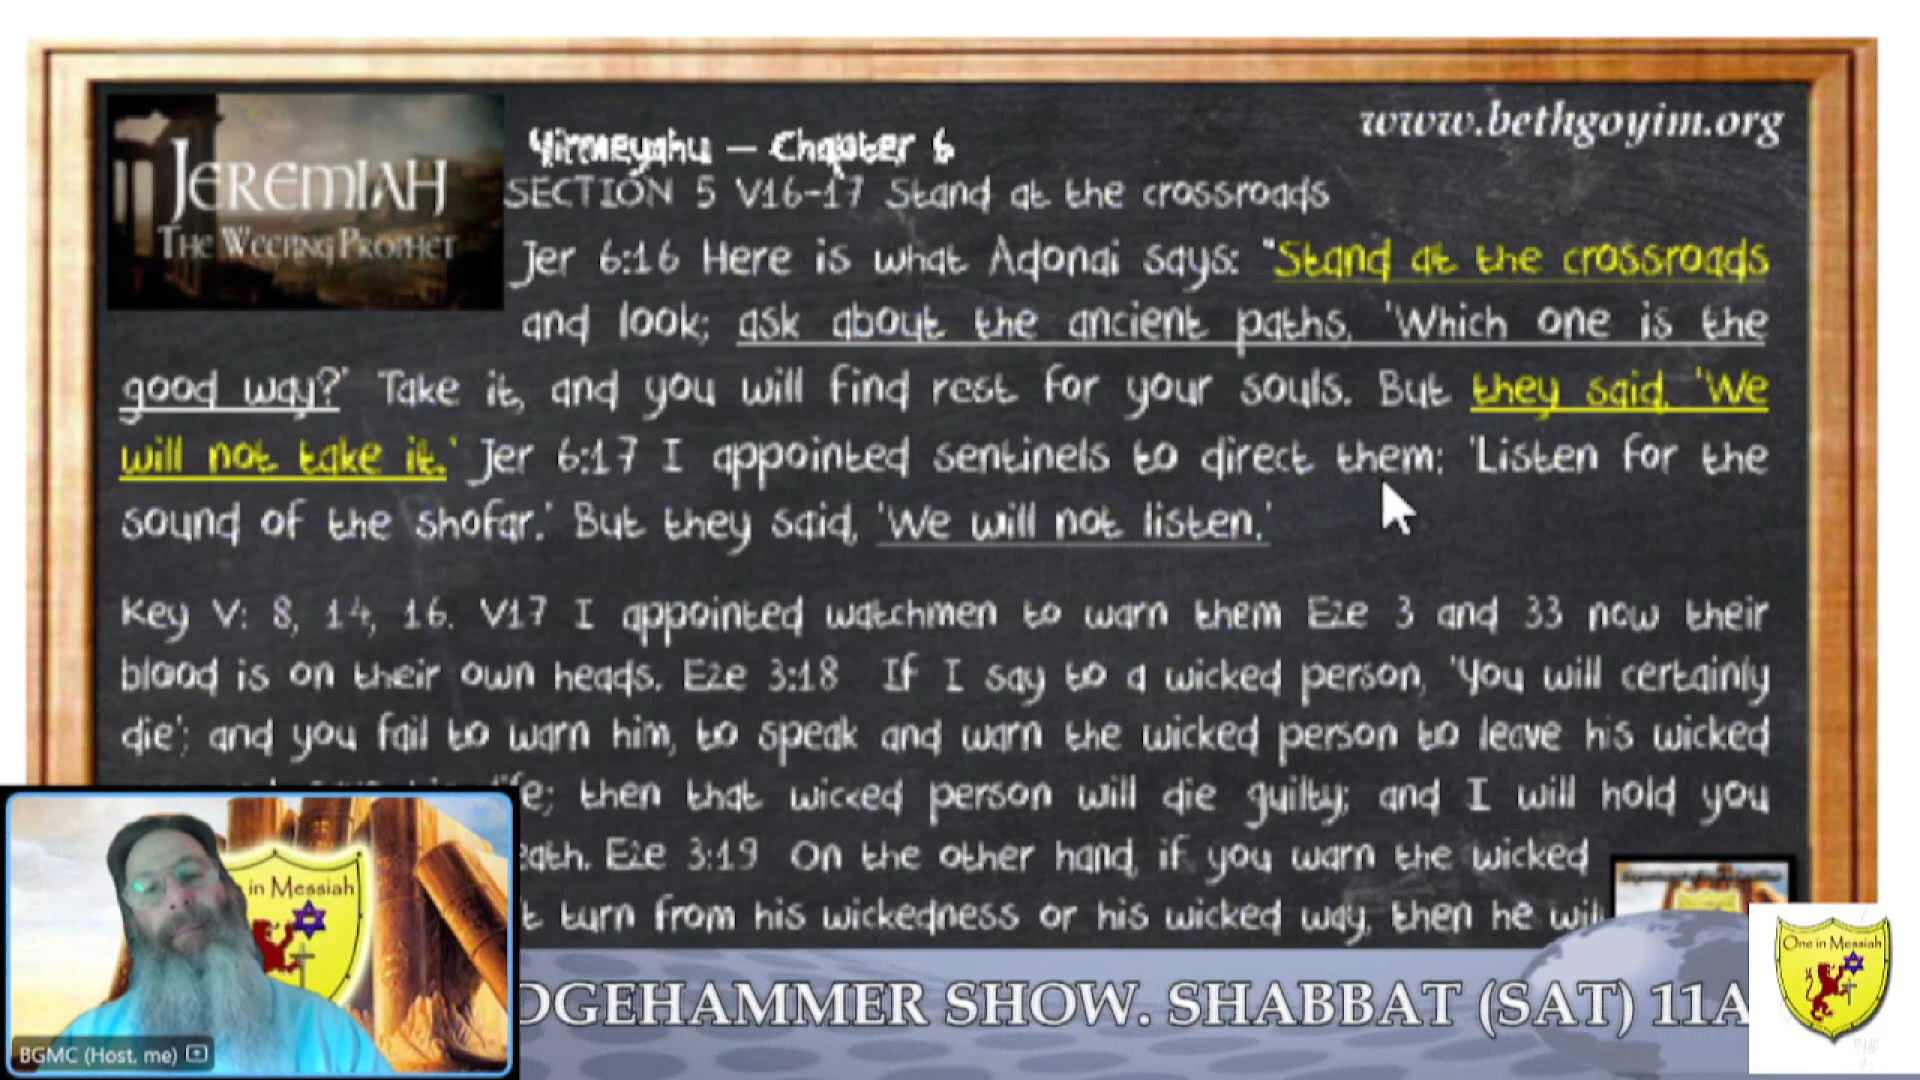 www.bethgoyim.org
JEREMIAH
THE WEEPING PROPHET
Yirmeyahu – Chapter 6
SECTION 5 V16-17 Stand at the crossroads
Jer 6:16 Here is what Adonai says: "Stand at the crossroads
and look; ask about the ancient paths, 'Which one is the
good way?' Take it, and you will find rest for your souls. But they said, 'We
will not take it.' Jer 6:17 I appointed sentinels to direct them: 'Listen for the
sound of the shofar.' But they said, 'We will not listen.'
Key V: 8, 14, 16. V17 I appointed watchmen to warn them Eze 3 and 33 now their
blood is on their own heads. Eze 3:18 If I say to a wicked person, 'You will certainly
die'; and you fail to warn him, to speak and warn the wicked person to leave his wicked
then that wicked person will die guilty; and I will hold you
Eze 3:19 On the other hand, if you warn the wicked
turn from his wickedness or his wicked way, then he wil
in Messiah
BGMC (Host, me)
DGEHAMMER SHOW. SHABBAT (SAT) 11A
One in Messiah